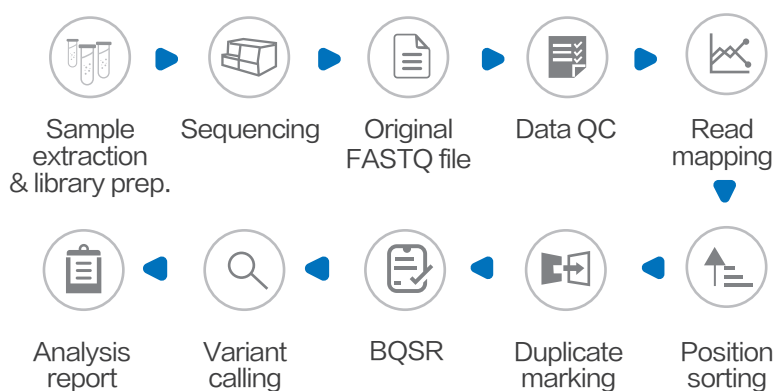 Sample
extraction
& library prep.
Sequencing
Original
FASTQ file
Data QC
Read
mapping
Analysis
report
Variant
calling
BQSR
Duplicate
marking
Position
sorting